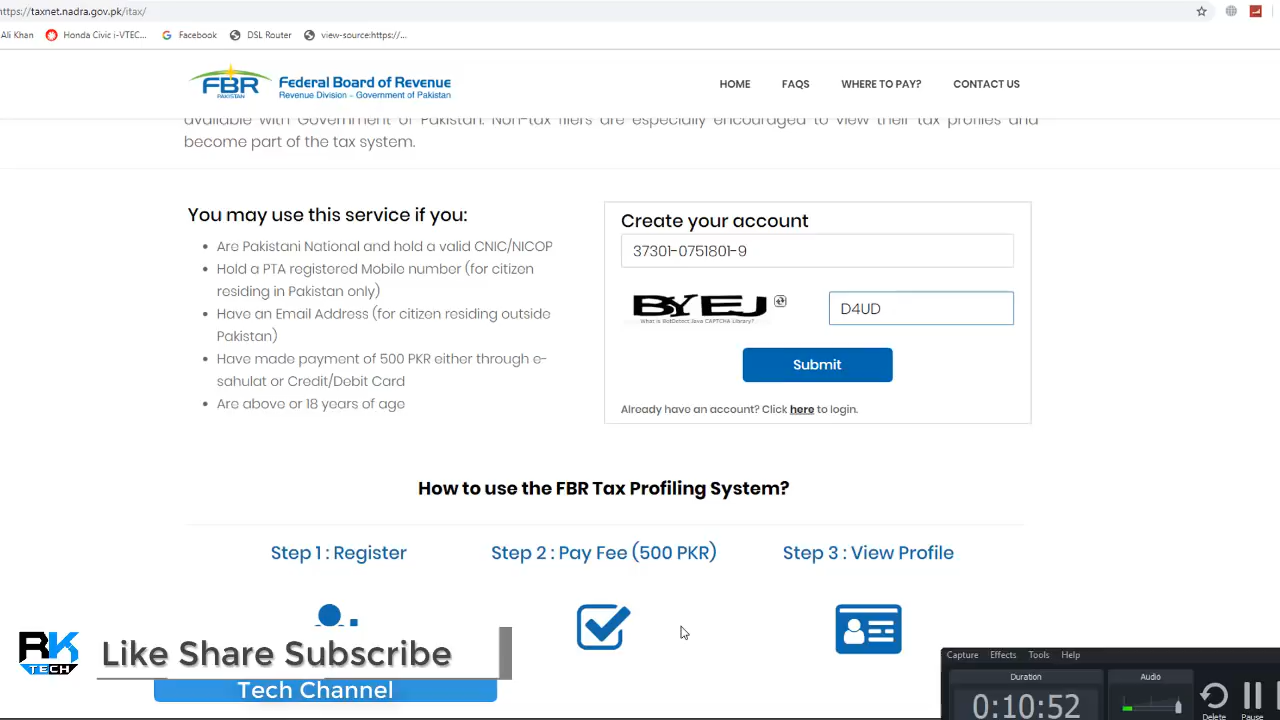 https://taxnet.nadra.gov.pk/itax/
Ali Khan Honda Civic i-VTEC... Facebook DSL Router view-source:https://...
FBR
PAKISTAN
Federal Board of Revenue
Revenue Division - Government of Pakistan
HOME FAQS WHERE TO PAY? CONTACT US
available with Government of Pakistan. Non-tax filers are especially encouraged to view their tax profiles and
become part of the tax system.
You may use this service if you:
Are Pakistani National and hold a valid CNIC/NICOP
Hold a PTA registered Mobile number (for citizen
residing in Pakistan only)
Have an Email Address (for citizen residing outside
Pakistan)
Have made payment of 500 PKR either through e-
sahulat or Credit/Debit Card
Are above or 18 years of age
Create your account
37301-0751801-9
BYEJ
What is BotDetect Java CAPTCHA Library?
D4UD
Submit
Already have an account? Click here to login.
How to use the FBR Tax Profiling System?
Step 1 : Register
Step 2 : Pay Fee (500 PKR)
Step 3 : View Profile
RK
TECH
Like Share Subscribe
Tech Channel
Capture Effects Tools Help
Duration
0:10:52
Audio
Delete
Pause